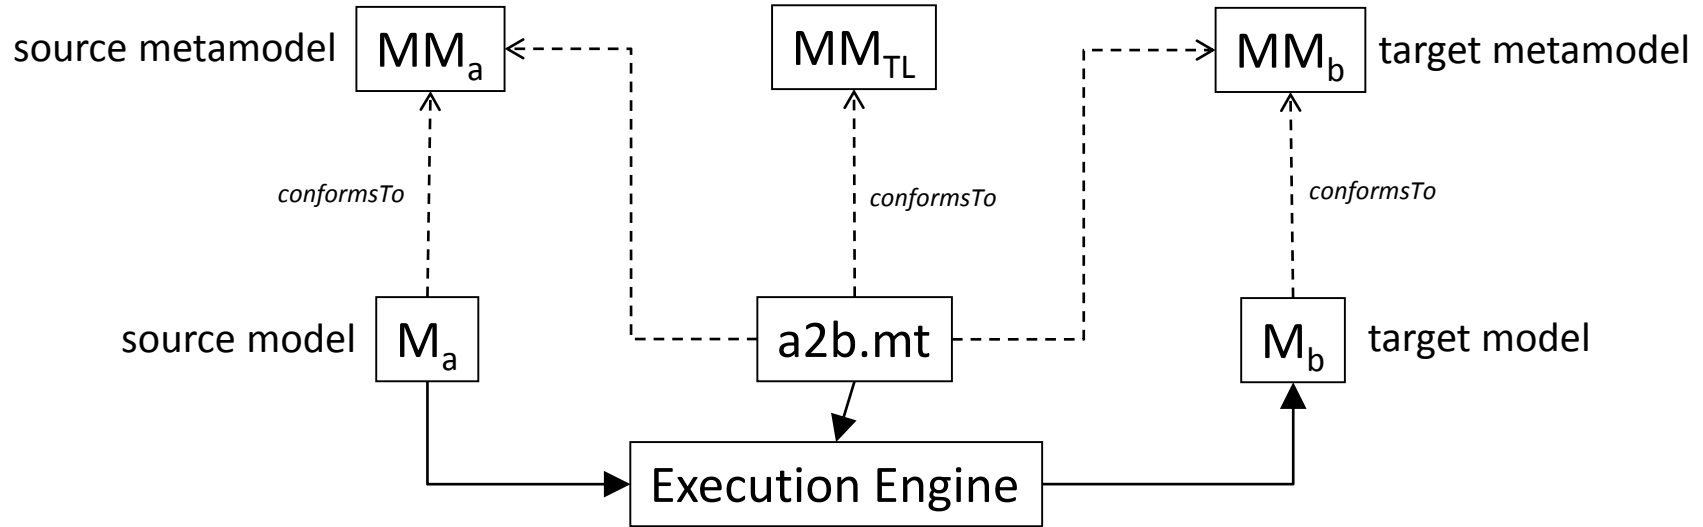 source metamodel MMa MMTL MMb target metamodel
conformsTo conformsTo conformsTo
source model Ma a2b.mt Mb target model
Execution Engine